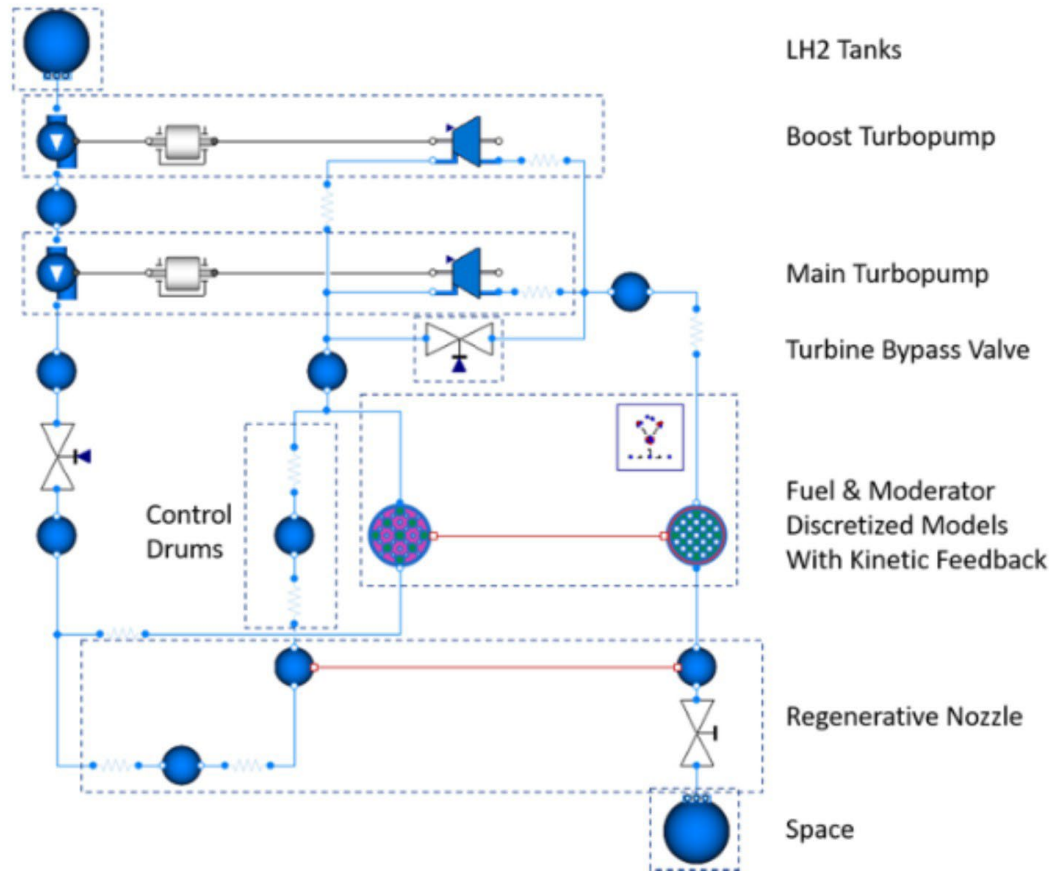 LH2 Tanks
Boost Turbopump
Main Turbopump
Turbine Bypass Valve
Control
Drums
Fuel & Moderator
Discretized Models
With Kinetic Feedback
Regenerative Nozzle
Space